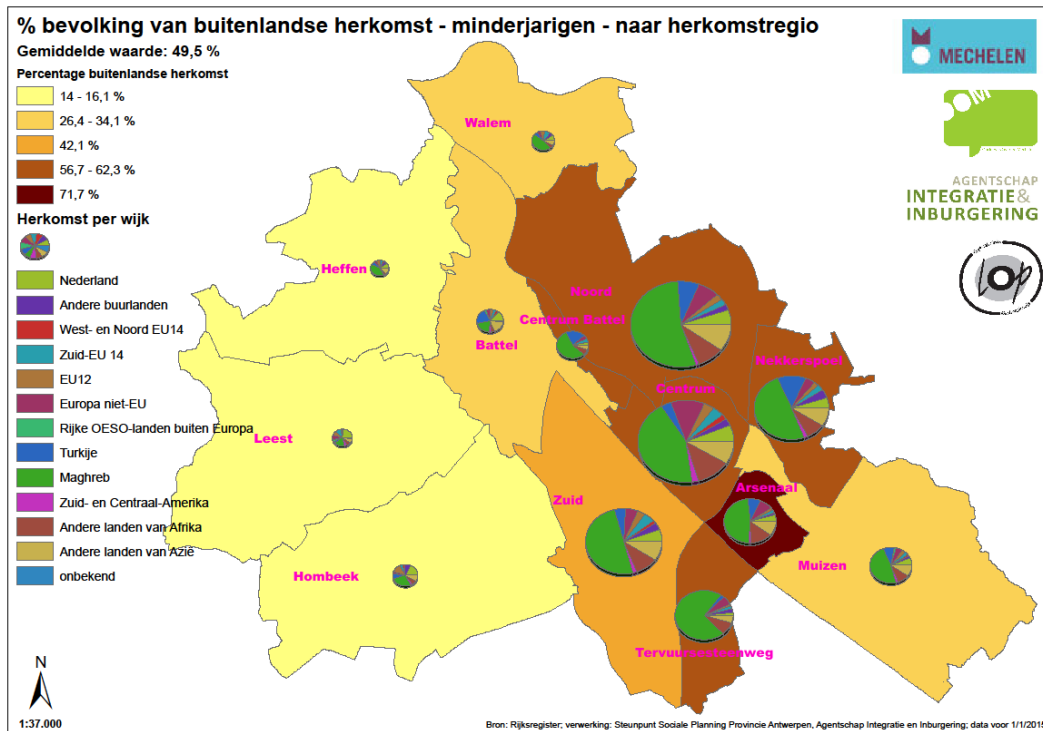 % bevolking van buitenlandse herkomst - minderjarigen - naar herkomstregio
Gemiddelde waarde: 49,5 %
Percentage buitenlandse herkomst
14 - 16,1 %
26,4 - 34,1 %
42,1 %
56,7 - 62,3 %
71,7 %
Herkomst per wijk
Nederland
Andere buurlanden
West- en Noord EU14
Zuid-EU 14
EU12
Europa niet-EU
Rijke OESO-landen buiten Europa
Turkije
Maghreb
Zuid- en Centraal-Amerika
Andere landen van Afrika
Andere landen van Azië
onbekend
N
1:37.000
Walem
Heffen
Noord
Centrum Battel
Battel
Nekkerspoel
Centrum
Leest
Arsenaal
Zuid
Hombeek
Muizen
Tervuursesteenweg
MECHELEN
AGENTSCHAP
INTEGRATIE &
INBURGERING
lop
Bron: Rijksregister; verwerking: Steunpunt Sociale Planning Provincie Antwerpen, Agentschap Integratie en Inburgering; data voor 1/1/2015